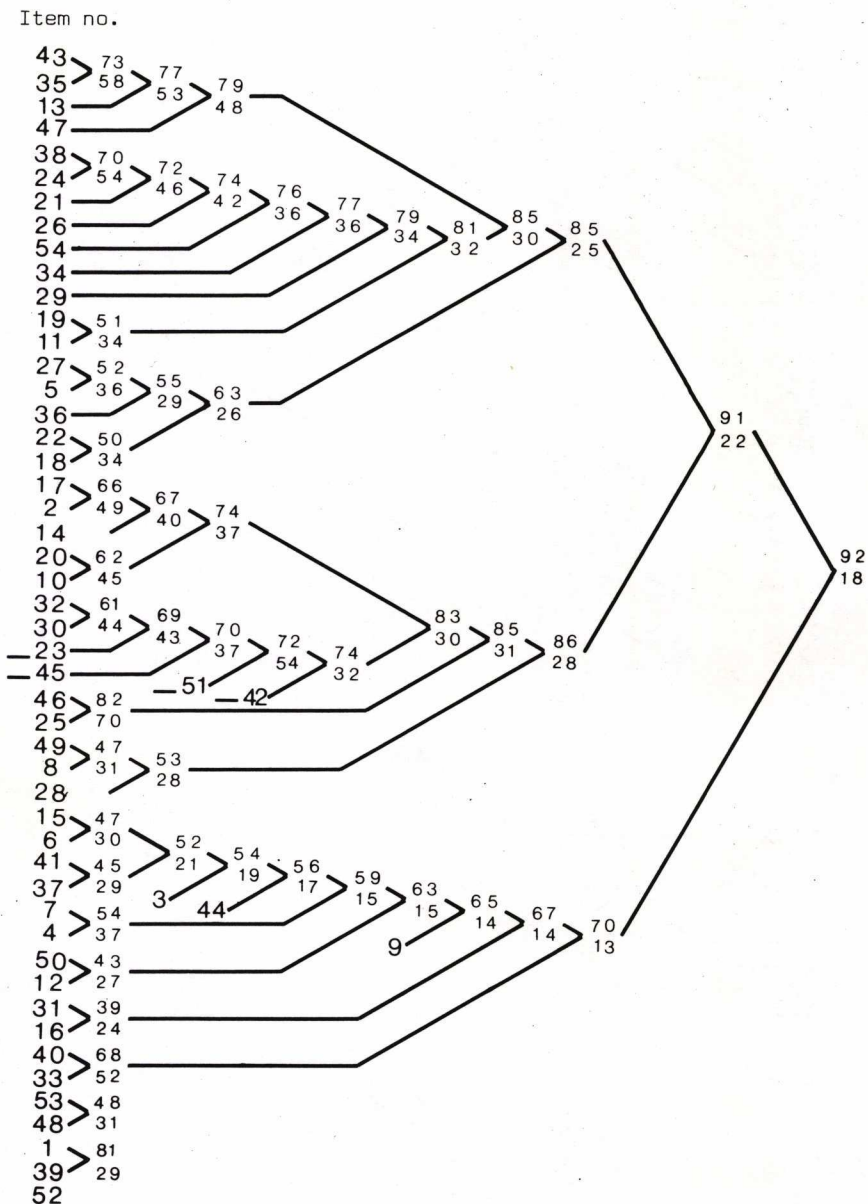 Item no.
43 73 77 79
35 58 53 48
13
47
38 70 72 74 76 77 79 81 85 85
24 54 46 42 36 36 34 32 30 25
21
26
54
34
29
19 51
11 34
27 52 55 63
5 36 29 26
36
22 50
18 34
91
22
17 66 67 74
2 49 40 37
14
20 62
10 45
92
18
32 61 69 70 72 74 83 85 86
30 44 43 37 54 32 30 31 28
— 23
— 45
— 51
— 42
46 82
25 70
49 47 53
8 31 28
28
15 47 52 54 56 59 63 65 67 70
6 30 21 19 17 15 15 14 14 13
41 45
37 29
3
44
7 54
4 37
9
50 43
12 27
31 39
16 24
40 68
33 52
53 48
48 31
1 81
39 29
52